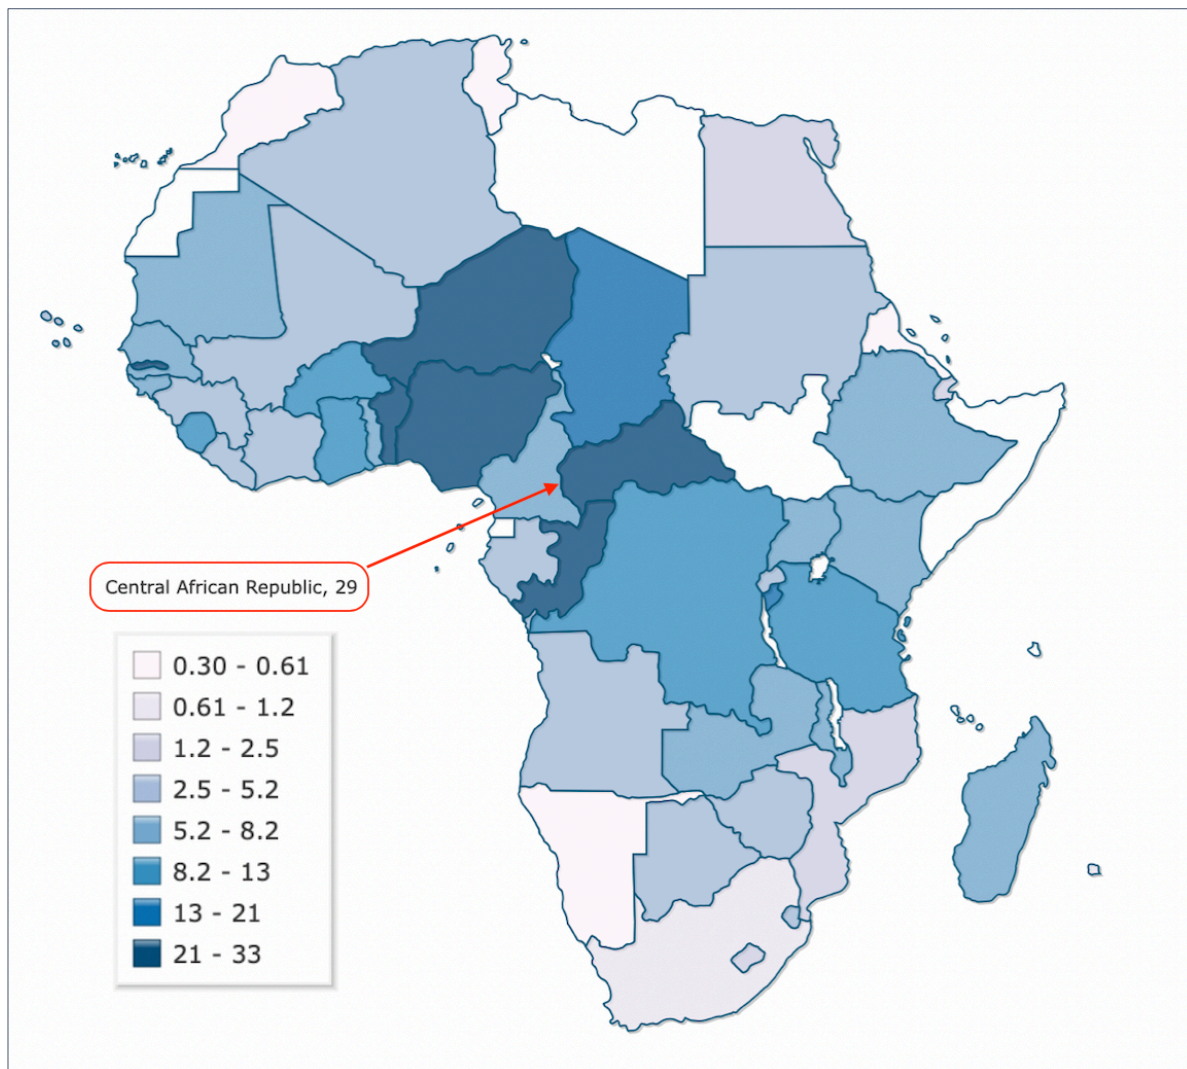 Central African Republic, 29
0.30 - 0.61
0.61 - 1.2
1.2 - 2.5
2.5 - 5.2
5.2 - 8.2
8.2 - 13
13 - 21
21 - 33